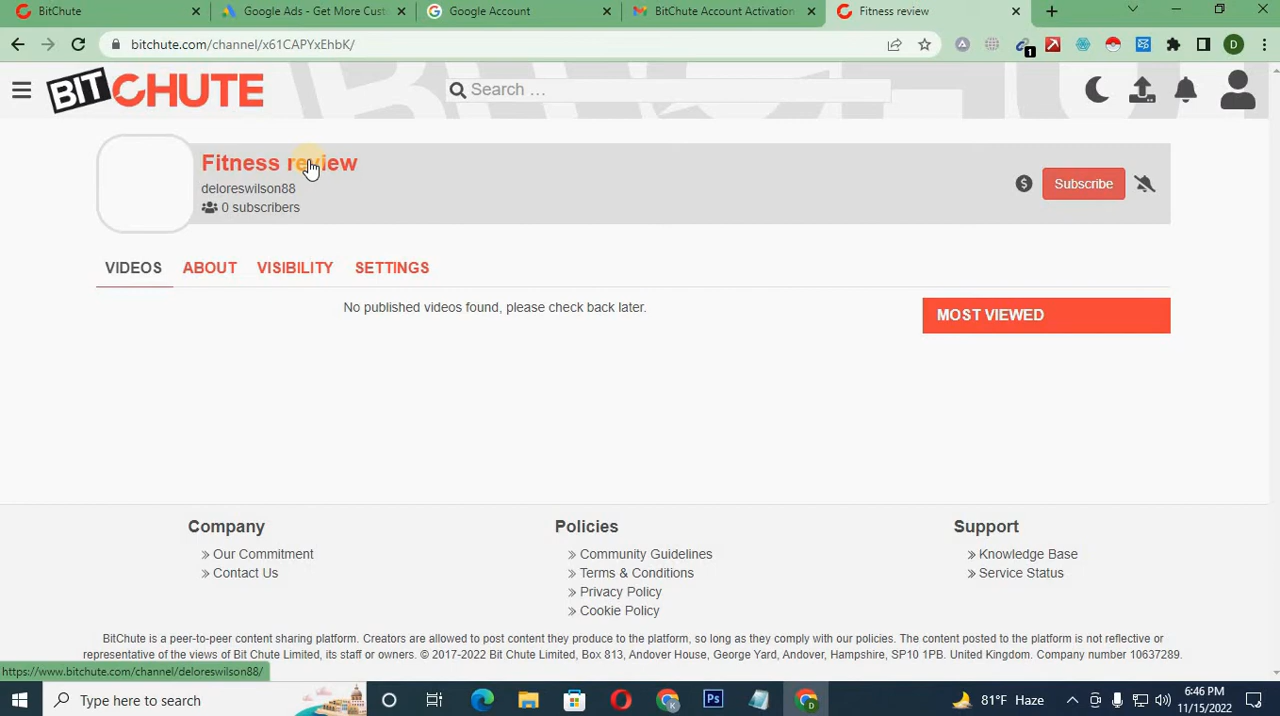 BitChute
Google Ads - Get More Cust
Google Account
BitChute Account Activation
Fitness review
bitchute.com/channel/x61CAPYxEhbK/
1
D
BITCHUTE
Search …
Fitness review
deloreswilson88
0 subscribers
Subscribe
VIDEOS
ABOUT
VISIBILITY
SETTINGS
No published videos found, please check back later.
MOST VIEWED
Company
Our Commitment
Contact Us
Policies
Community Guidelines
Terms & Conditions
Privacy Policy
Cookie Policy
Support
Knowledge Base
Service Status
BitChute is a peer-to-peer content sharing platform. Creators are allowed to post content they produce to the platform, so long as they comply with our policies. The content posted to the platform is not reflective or
representative of the views of Bit Chute Limited, its staff or owners. © 2017-2022 Bit Chute Limited, Box 813, Andover House, George Yard, Andover, Hampshire, SP10 1PB. United Kingdom. Company number 10637289.
https://www.bitchute.com/channel/deloreswilson88/
Type here to search
K
Ps
D
81°F Haze
6:46 PM
11/15/2022